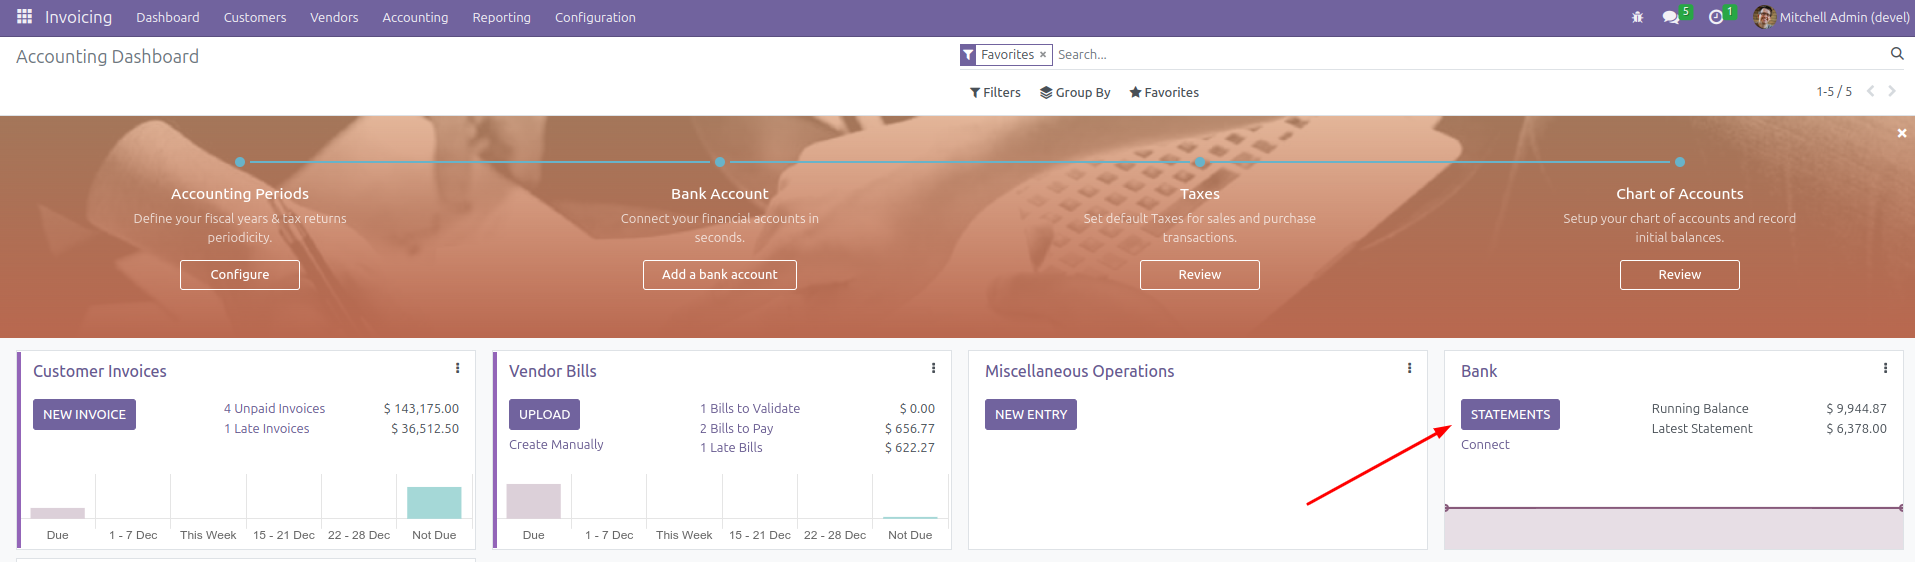 Invoicing Dashboard Customers Vendors Accounting Reporting Configuration 5 1 Mitchell Admin (devel)
Accounting Dashboard Favorites × Search...
Filters Group By Favorites 1-5 / 5
×
Accounting Periods
Define your fiscal years & tax returns
periodicity.
Configure
Bank Account
Connect your financial accounts in
seconds.
Add a bank account
Taxes
Set default Taxes for sales and purchase
transactions.
Review
Chart of Accounts
Setup your chart of accounts and record
initial balances.
Review
Customer Invoices
NEW INVOICE
4 Unpaid Invoices $ 143,175.00
1 Late Invoices $ 36,512.50
Due 1 - 7 Dec This Week 15 - 21 Dec 22 - 28 Dec Not Due
Vendor Bills
UPLOAD
Create Manually
1 Bills to Validate $ 0.00
2 Bills to Pay $ 656.77
1 Late Bills $ 622.27
Due 1 - 7 Dec This Week 15 - 21 Dec 22 - 28 Dec Not Due
Miscellaneous Operations
NEW ENTRY
Bank
STATEMENTS
Connect
Running Balance $ 9,944.87
Latest Statement $ 6,378.00